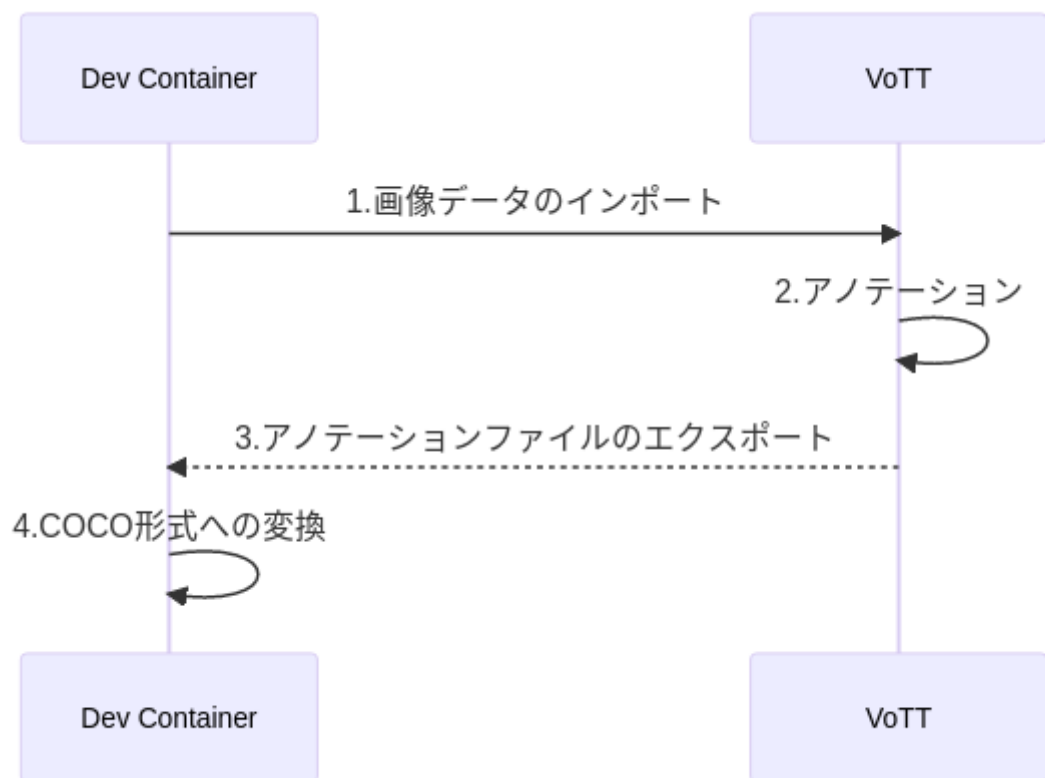 Dev Container
VoTT
1.画像データのインポート
2.アノテーション
3.アノテーションファイルのエクスポート
4.COCO形式への変換
Dev Container
VoTT